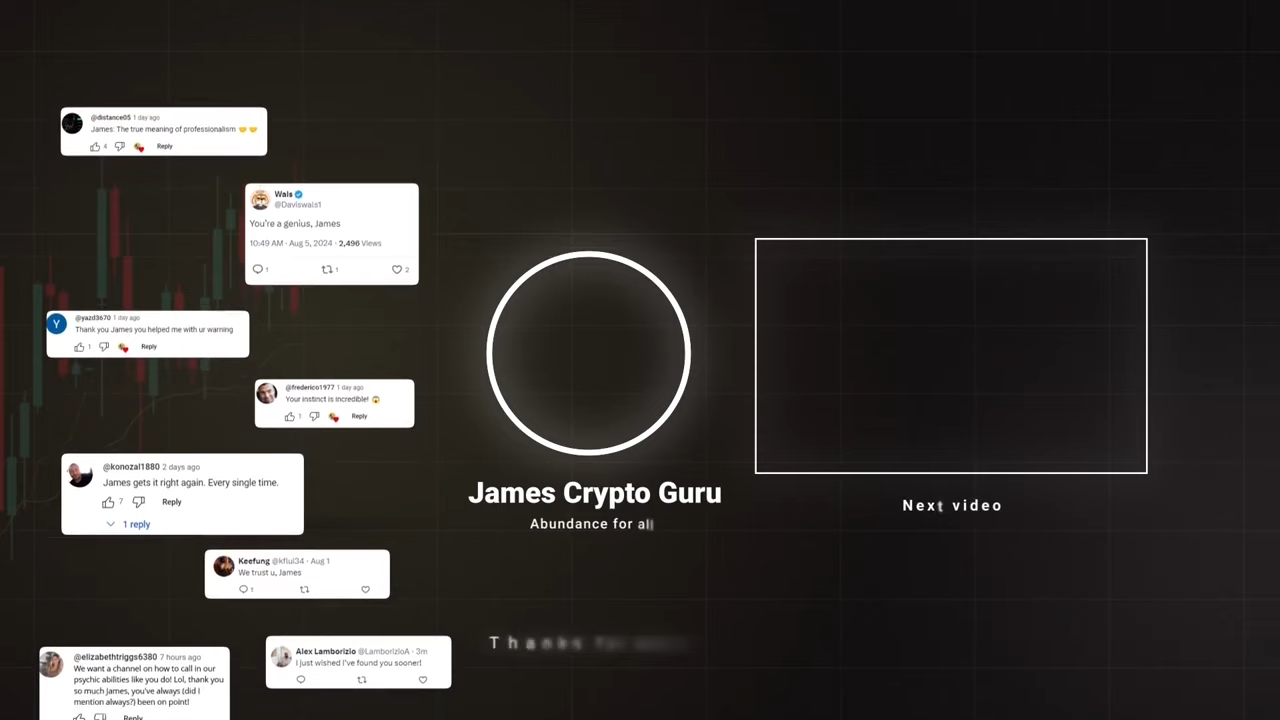 @distance05 1 day ago
James: The true meaning of professionalism 🤝 🤝
4 Reply
Wals
@Daviswals1
You're a genius, James
10:49 AM · Aug 5, 2024 · 2,496 Views
1 1 2
Y
@yazd3670 1 day ago
Thank you James you helped me with ur warning
1 Reply
@frederico1977 1 day ago
Your instinct is incredible! 😱
1 Reply
@konozal1880 2 days ago
James gets it right again. Every single time.
7 Reply
1 reply
James Crypto Guru
Abundance for all
Next video
Keefung @kflui34 · Aug 1
We trust u, James
1
Alex Lamborizio @LamborizioA · 3m
I just wished I've found you sooner!
@elizabethtriggs6380 7 hours ago
We want a channel on how to call in our
psychic abilities like you do! Lol, thank you
so much James, you've always (did I
mention always?) been on point!
Reply
Thanks